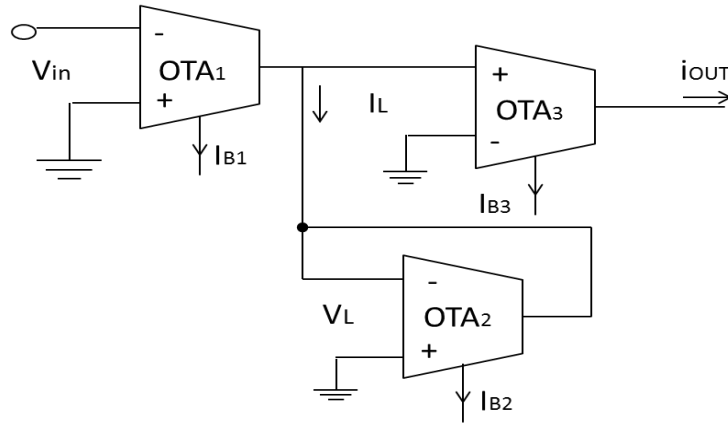 -
Vin
OTA1
+
IB1
IL
+
OTA3
-
IB3
iOUT
-
VL
OTA2
+
IB2